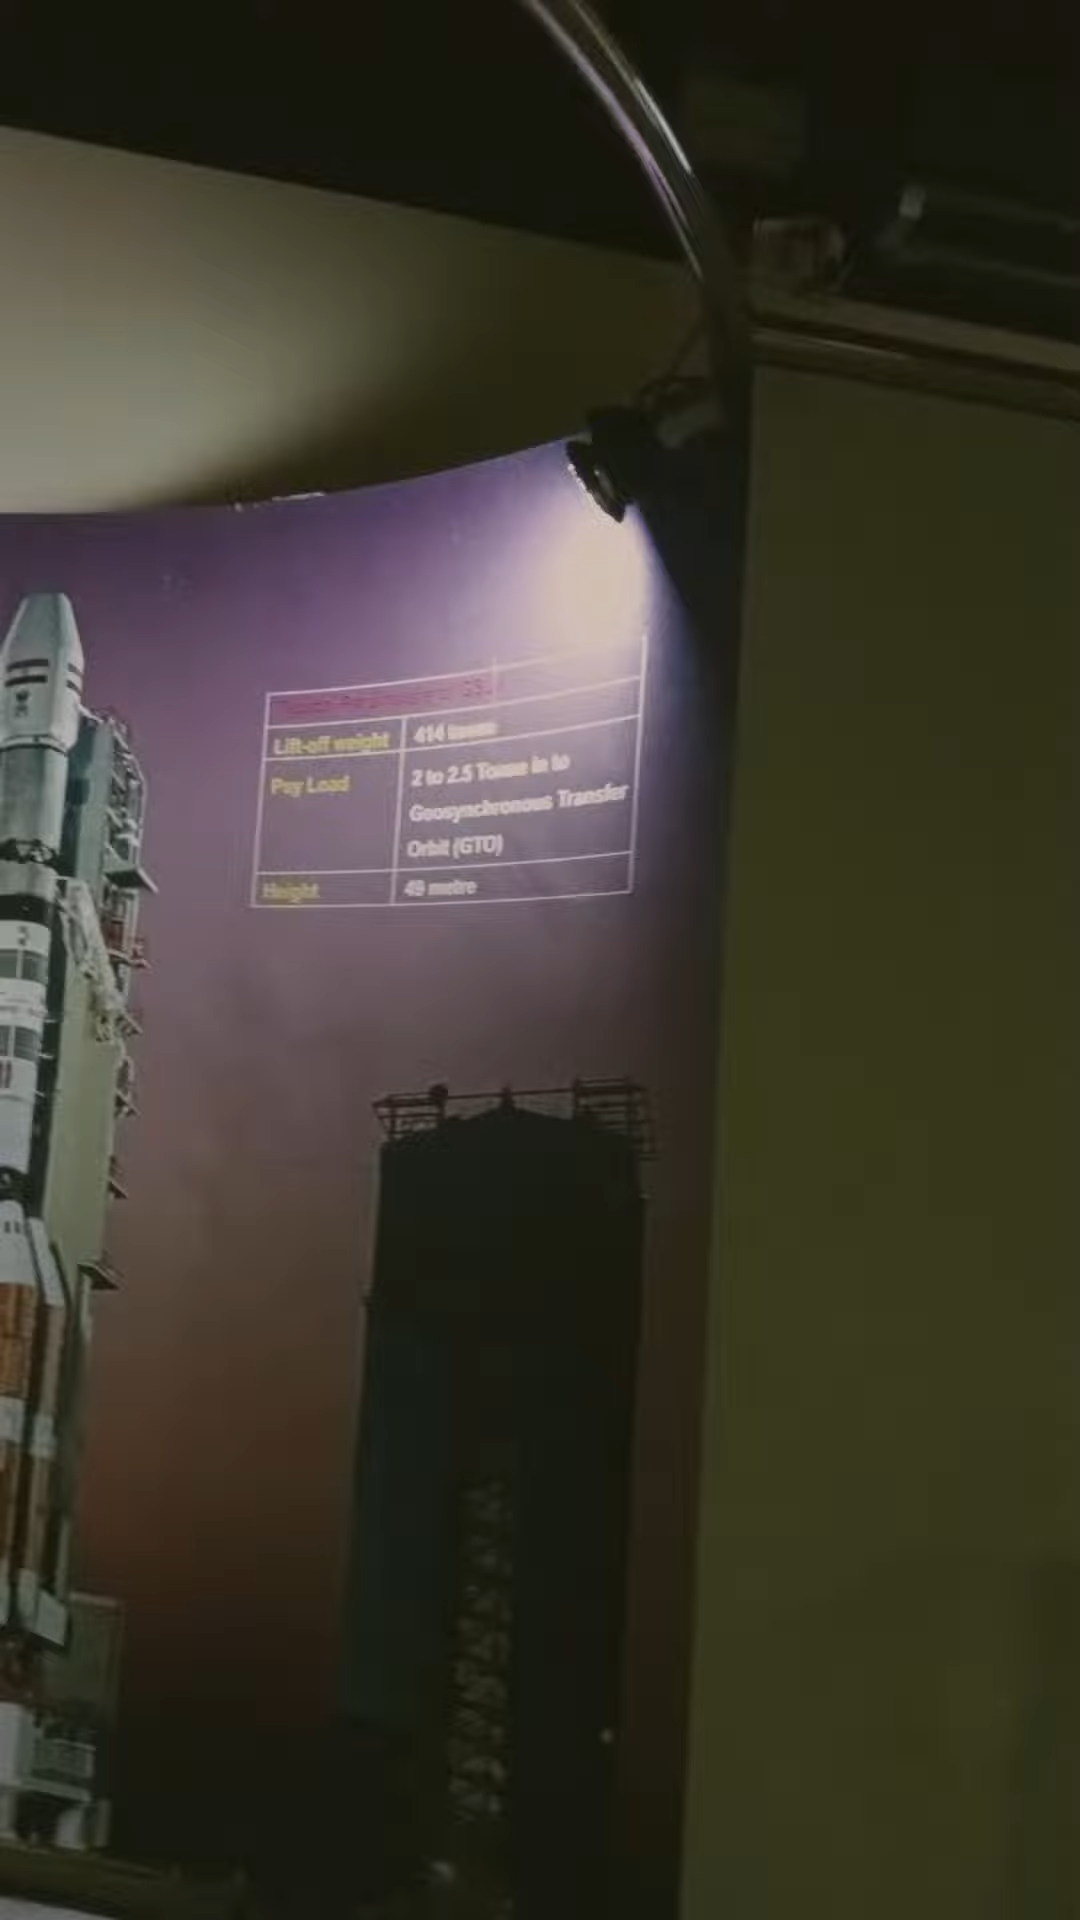 Lift-off weight 414 tonne
Pay Load 2 to 2.5 Tonne in to
Geosynchronous Transfer
Orbit (GTO)
Height 49 metre